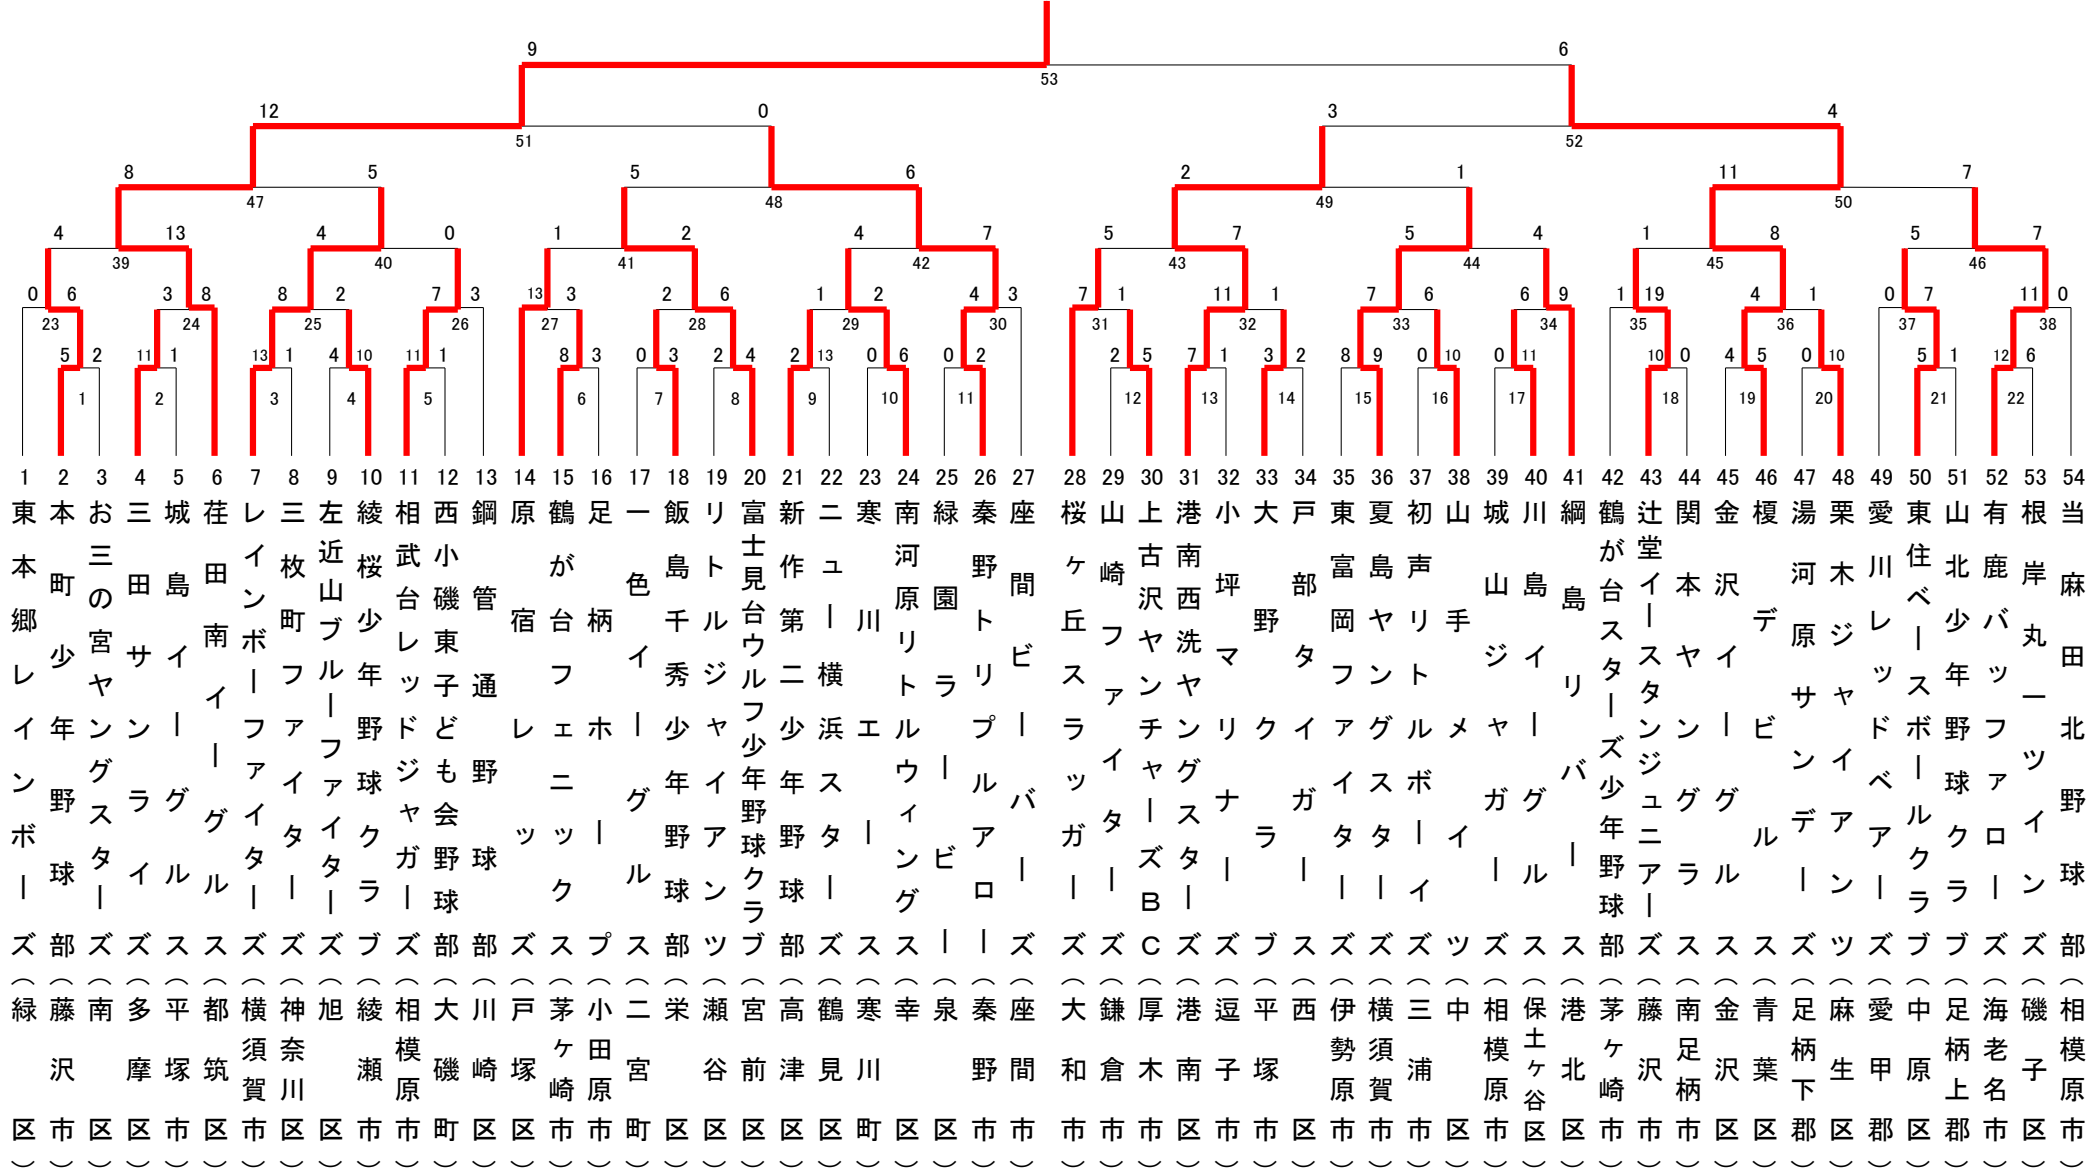 9 6
53
12 0 3 4
51 52
8 5 5 6 2 1 11 7
47 48 49 50
4 13 4 0 1 2 4 7 5 7 5 4 1 8 5 7
39 40 41 42 43 44 45 46
0 6 3 8 8 2 7 3 13 3 2 6 1 2 4 3 7 1 11 1 7 6 6 9 1 19 4 1 0 7 11 0
23 24 25 26 27 28 29 30 31 32 33 34 35 36 37 38
5 2 11 1 13 1 4 10 11 1 8 3 0 3 2 4 2 13 0 6 0 2 2 5 7 1 3 2 8 9 0 10 0 11 10 0 4 5 0 10 5 1 12 6
1 2 3 4 5 6 7 8 9 10 11 12 13 14 15 16 17 18 19 20 21 22
1 東本郷レインボーズ（緑区）
2 本町少年野球部（藤沢市）
3 お三の宮ヤングスターズ（南区）
4 三田サンライズ（多摩区）
5 城島イーグルス（平塚市）
6 荏田南イーグルス（都筑区）
7 レインボーファイターズ（横須賀市）
8 三枚町ファイターズ（神奈川区）
9 左近山ブルーファイターズ（旭区）
10 綾桜少年野球クラブ（綾瀬市）
11 相武台レッドジャガーズ（相模原市）
12 西小磯東子ども会野球部（大磯町）
13 鋼管通野球部（川崎区）
14 原宿レッズ（戸塚区）
15 鶴が台フェニックス（茅ケ崎市）
16 足柄ホープ（小田原市）
17 一色イーグルス（二宮町）
18 飯島千秀少年野球部（栄区）
19 リトルジャイアンツ（瀬谷区）
20 富士見台ウルフ少年野球クラブ（宮前区）
21 新作第二少年野球部（高津区）
22 ニュー横浜スターズ（鶴見区）
23 寒川エース（寒川町）
24 南河原リトルウィングス（幸区）
25 緑園ラービー（泉区）
26 秦野トリプルアロー（秦野市）
27 座間ビーバーズ（座間市）
28 桜ヶ丘スラッガーズ（大和市）
29 山崎ファイターズ（鎌倉市）
30 上古沢ヤンチャーズＢＣ（厚木市）
31 港南西洗ヤングスターズ（港南区）
32 小坪マリナーズ（逗子市）
33 大野クラブ（平塚市）
34 戸部タイガース（西区）
35 東富岡ファイターズ（伊勢原市）
36 夏島ヤングスターズ（横須賀市）
37 初声リトルボーイズ（三浦市）
38 山手メイツ（中区）
39 城山ジャガーズ（相模原市）
40 川島イーグルス（保土ヶ谷区）
41 綱島リバース（港北区）
42 鶴が台スターズ少年野球部（茅ケ崎市）
43 辻堂イースタンジュニアーズ（藤沢市）
44 関本ヤングラス（南足柄市）
45 金沢イーグルス（金沢区）
46 榎デビルス（青葉区）
47 湯河原サンデーズ（足柄下郡）
48 栗木ジャイアンツ（麻生区）
49 愛川レッドベアーズ（愛甲郡）
50 東住ベースボールクラブ（中原区）
51 山北少年野球クラブ（足柄上郡）
52 有鹿バッファローズ（海老名市）
53 根岸丸一ツインズ（磯子区）
54 当麻田北野球部（相模原市）